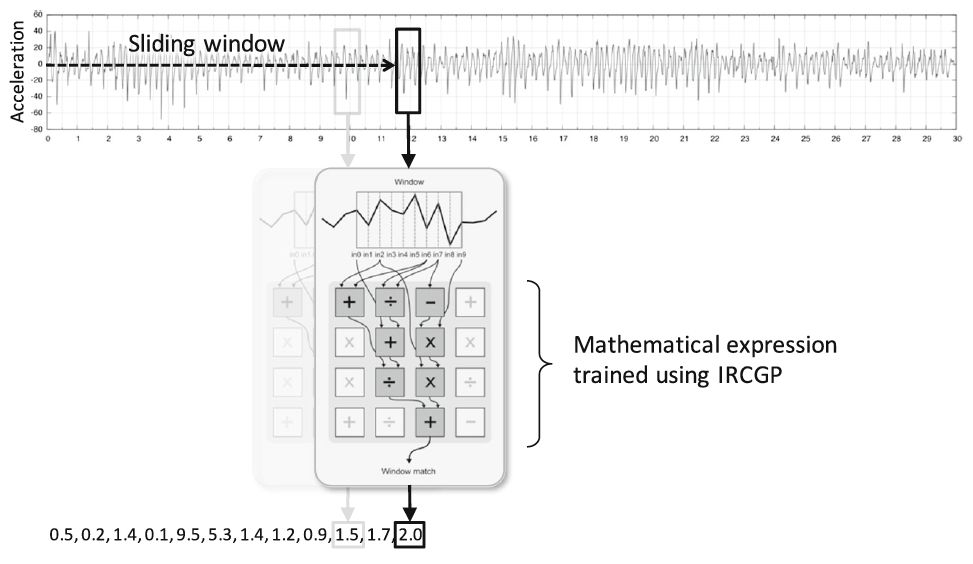 60
40
20
0
-20
-40
-60
-80
Acceleration
Sliding window
0 1 2 3 4 5 6 7 8 9 10 11 12 13 14 15 16 17 18 19 20 21 22 23 24 25 26 27 28 29 30
Window
in0 in1 in2 in3 in4 in5 in6 in7 in8 in9
in0 in1
+ + ÷ - +
x x + x x
x x ÷ x ÷
+ + ÷ + -
Mathematical expression
trained using IRCGP
Window match
0.5, 0.2, 1.4, 0.1, 9.5, 5.3, 1.4, 1.2, 0.9, 1.5, 1.7, 2.0